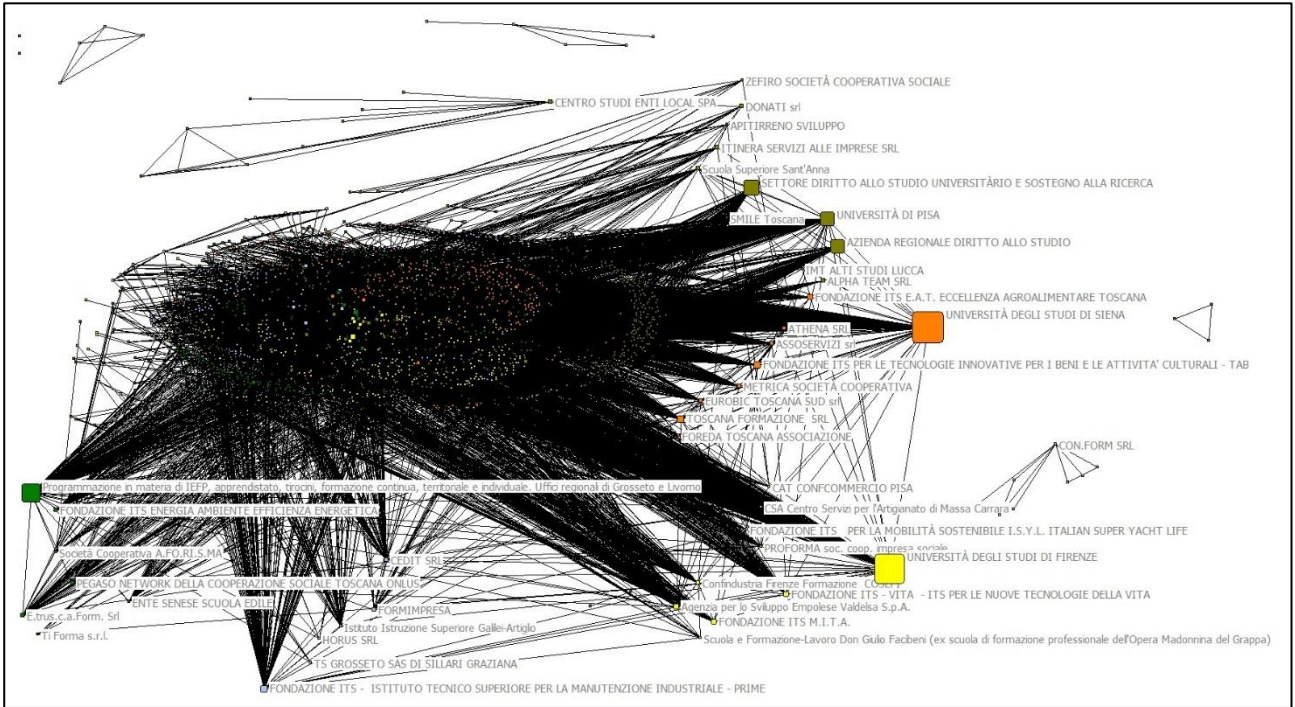 ZEFIRO SOCIETÀ COOPERATIVA SOCIALE
CENTRO STUDI ENTI LOCAL SPA
DONATI srl
APITIRRENO SVILUPPO
ITINERA SERVIZI ALLE IMPRESE SRL
Scuola Superiore Sant'Anna
SETTORE DIRITTO ALLO STUDIO UNIVERSITÀRIO E SOSTEGNO ALLA RICERCA
SMILE Toscana
UNIVERSITÀ DI PISA
AZIENDA REGIONALE DIRITTO ALLO STUDIO
IMT ALTI STUDI LUCCA
ALPHA TEAM SRL
FONDAZIONE ITS E.A.T. ECCELLENZA AGROALIMENTARE TOSCANA
UNIVERSITÀ DEGLI STUDI DI SIENA
ATHENA SRL
ASSOSERVIZI srl
FONDAZIONE ITS PER LE TECNOLOGIE INNOVATIVE PER I BENI E LE ATTIVITA' CULTURALI - TAB
METRICA SOCIETÀ COOPERATIVA
EUROBIC TOSCANA SUD srl
TOSCANA FORMAZIONE SRL
FOREDA TOSCANA ASSOCIAZIONE
CON.FORM SRL
Programmazione in materia di IEFP, apprendistato, tirocini, formazione continua, territoriale e individuale. Uffici regionali di Grosseto e Livorno
CAT CONFCOMMERCIO PISA
FONDAZIONE ITS ENERGIA AMBIENTE EFFICIENZA ENERGETICA
CSA Centro Servizi per l'Artigianato di Massa Carrara
FONDAZIONE ITS PER LA MOBILITÀ SOSTENIBILE I.S.Y.L. ITALIAN SUPER YACHT LIFE
PROFORMA soc. coop. impresa sociale
Società Cooperativa A.FO.RI.S.MA
CEDIT SRL
UNIVERSITÀ DEGLI STUDI DI FIRENZE
PEGASO NETWORK DELLA COOPERAZIONE SOCIALE TOSCANA ONLUS
Confindustria Firenze Formazione
FONDAZIONE ITS - VITA - ITS PER LE NUOVE TECNOLOGIE DELLA VITA
ENTE SENESE SCUOLA EDILE
FORMIMPRESA
Agenzia per lo Sviluppo Empolese Valdelsa S.p.A.
E.trus.c.a.Form. Srl
FONDAZIONE ITS M.I.T.A.
Istituto Istruzione Superiore Galilei-Artiglio
Ti Forma s.r.l.
HORUS SRL
Scuola e Formazione-Lavoro Don Giulio Facibeni (ex scuola di formazione professionale dell'Opera Madonnina del Grappa)
TS GROSSETO SAS DI SILLARI GRAZIANA
FONDAZIONE ITS - ISTITUTO TECNICO SUPERIORE PER LA MANUTENZIONE INDUSTRIALE - PRIME